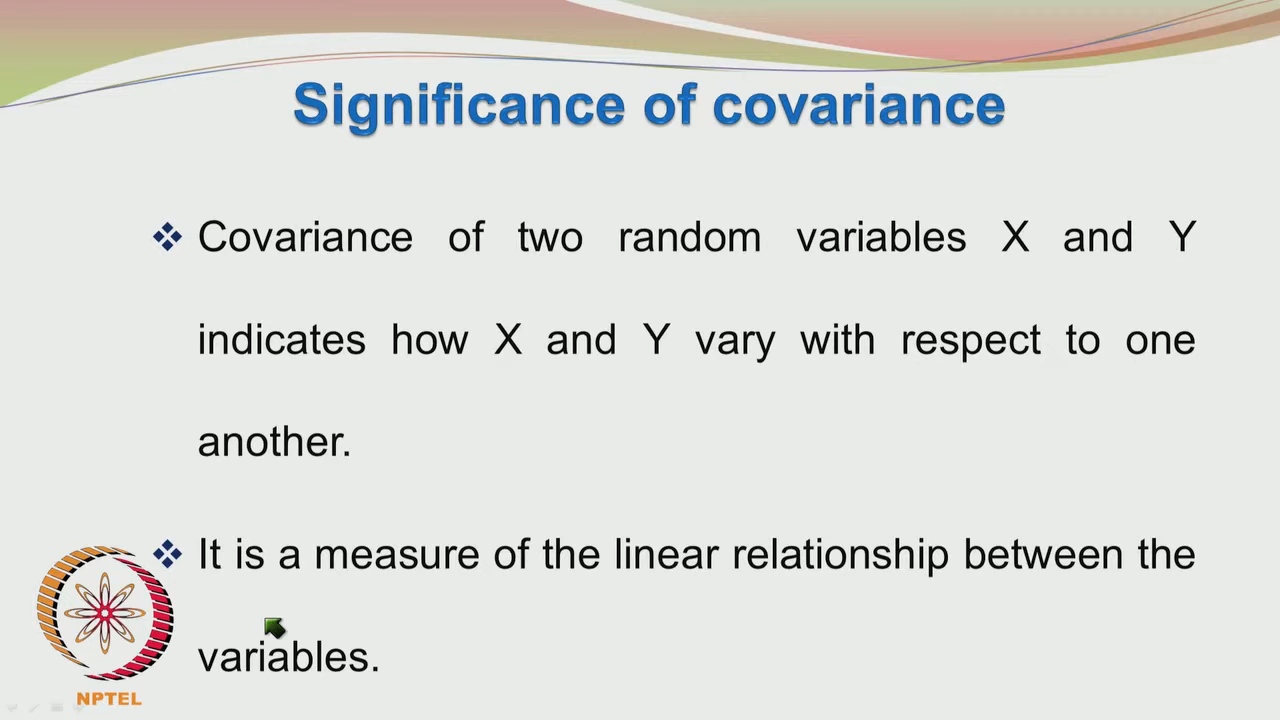 Significance of covariance
Covariance of two random variables X and Y
indicates how X and Y vary with respect to one
another.
It is a measure of the linear relationship between the
variables.
NPTEL